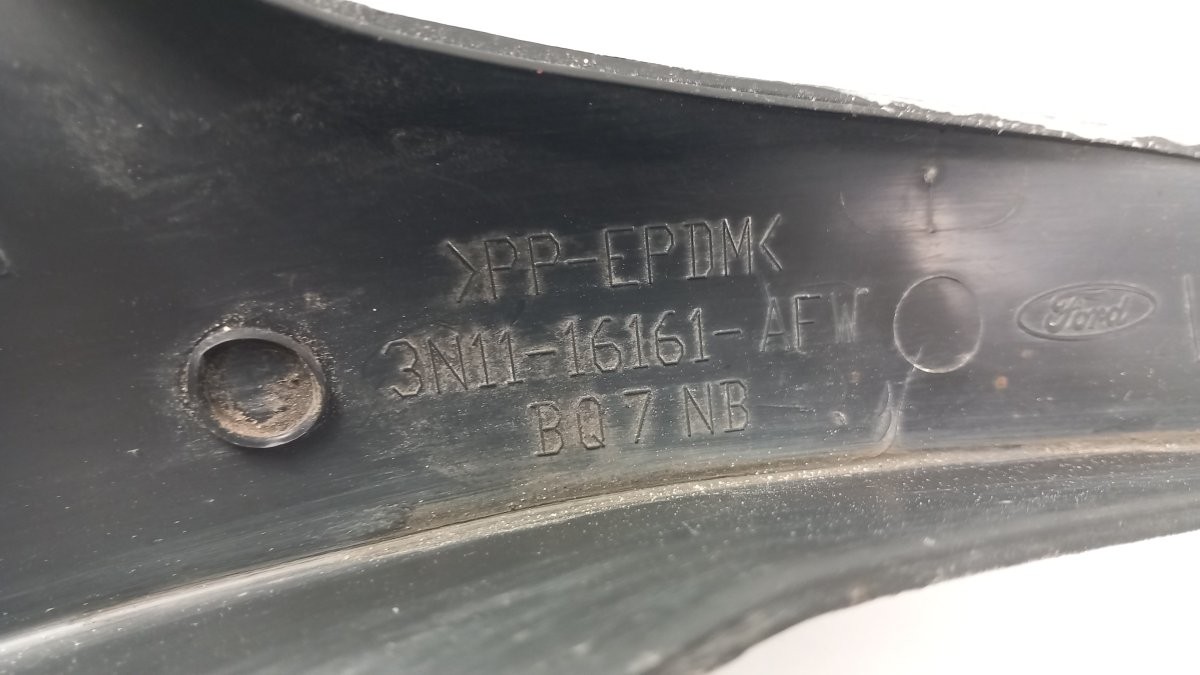 >PP-EPDM<
3N11-16161-AFW
BQ7 NB
Ford